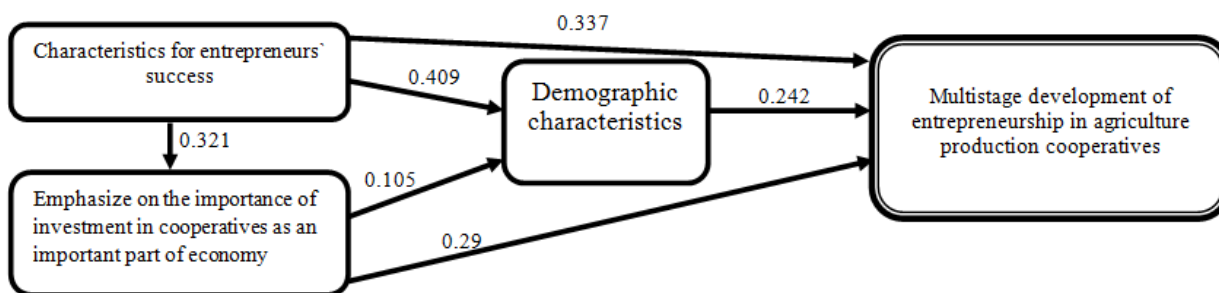 0.337
Characteristics for entrepreneurs`
success
0.409
Demographic
characteristics
0.242
Multistage development of
entrepreneurship in agriculture
production cooperatives
0.321
Emphasize on the importance of
investment in cooperatives as an
important part of economy
0.105
0.29